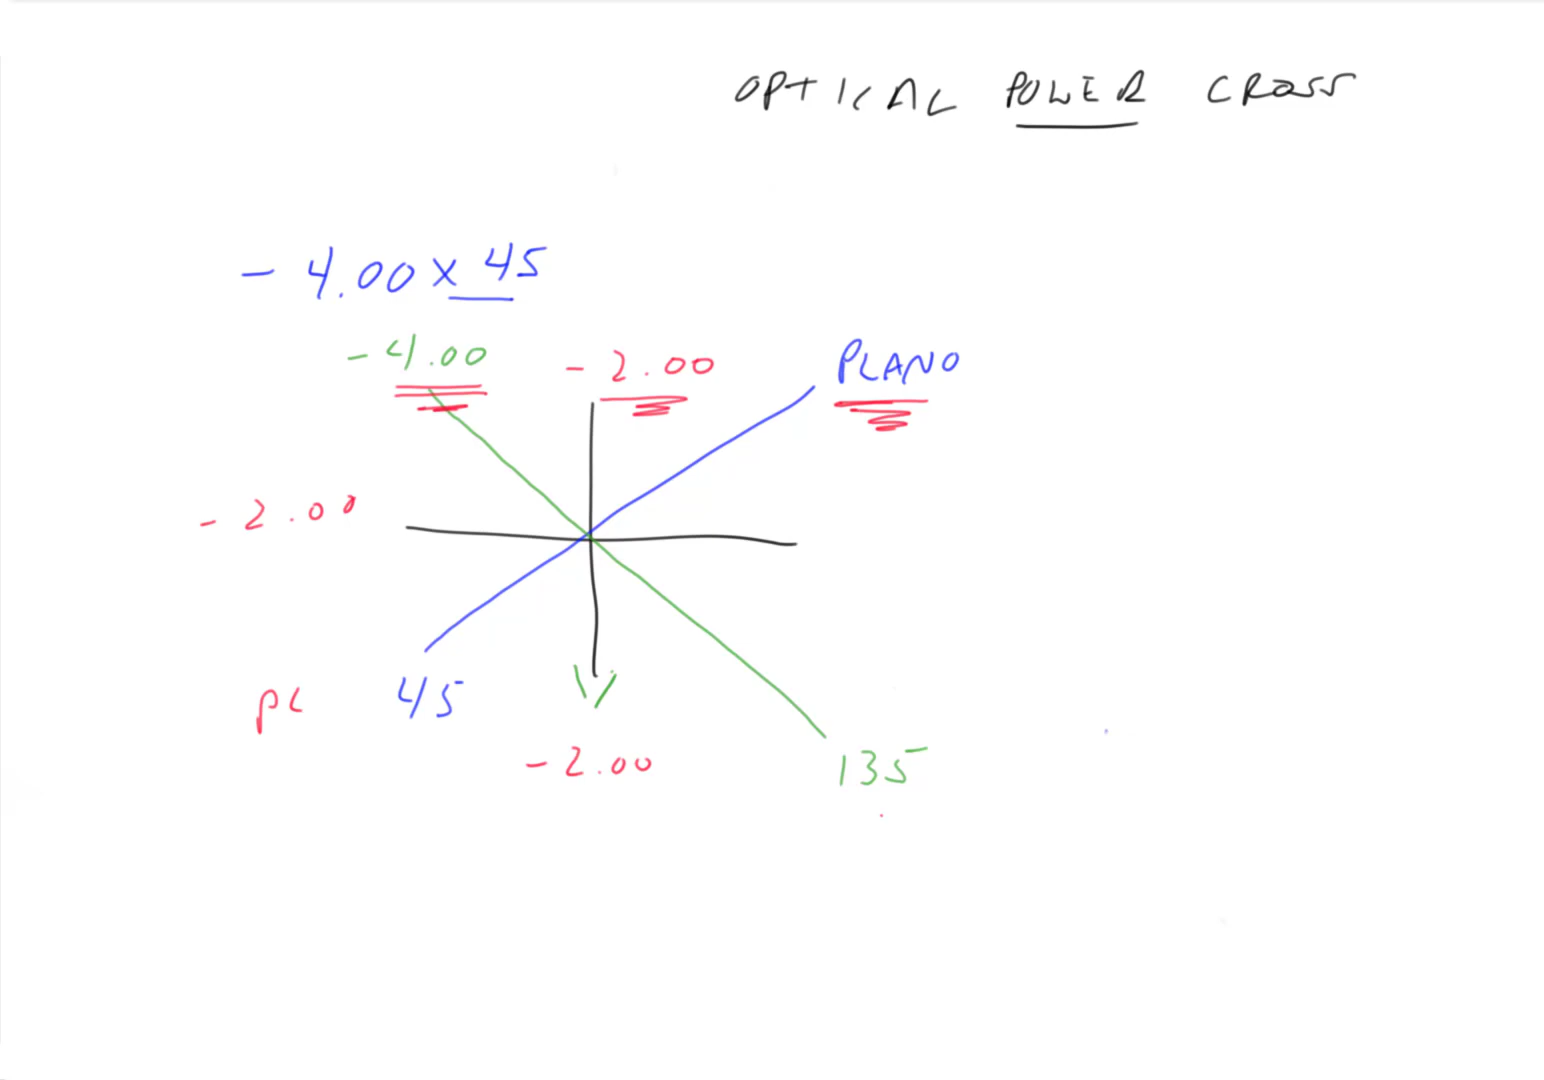 OPTICAL POWER CROSS
- 4.00 x 45
- 4.00
- 2.00
PLANO
- 2.00
PL
45
- 2.00
135